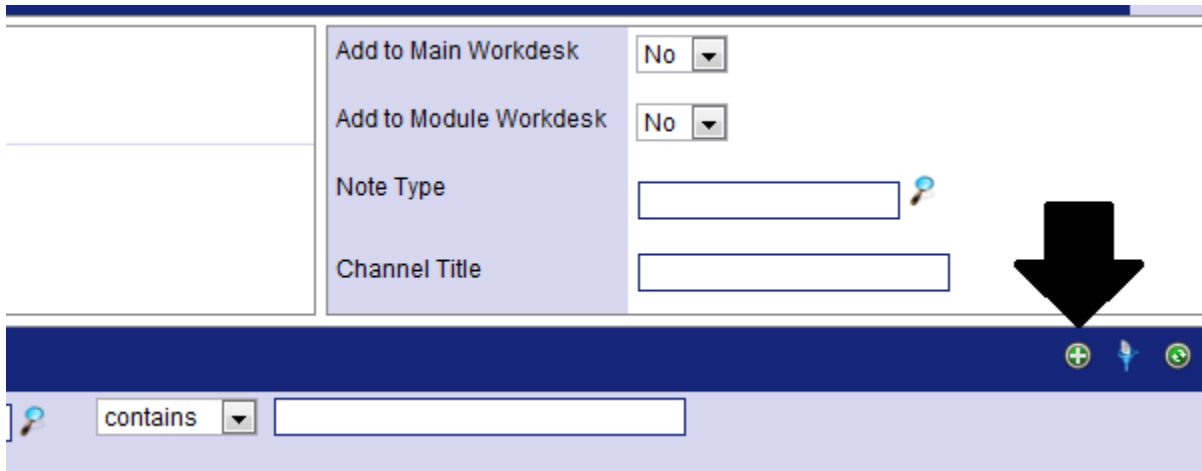 Add to Main Workdesk No
Add to Module Workdesk No
Note Type
Channel Title
contains